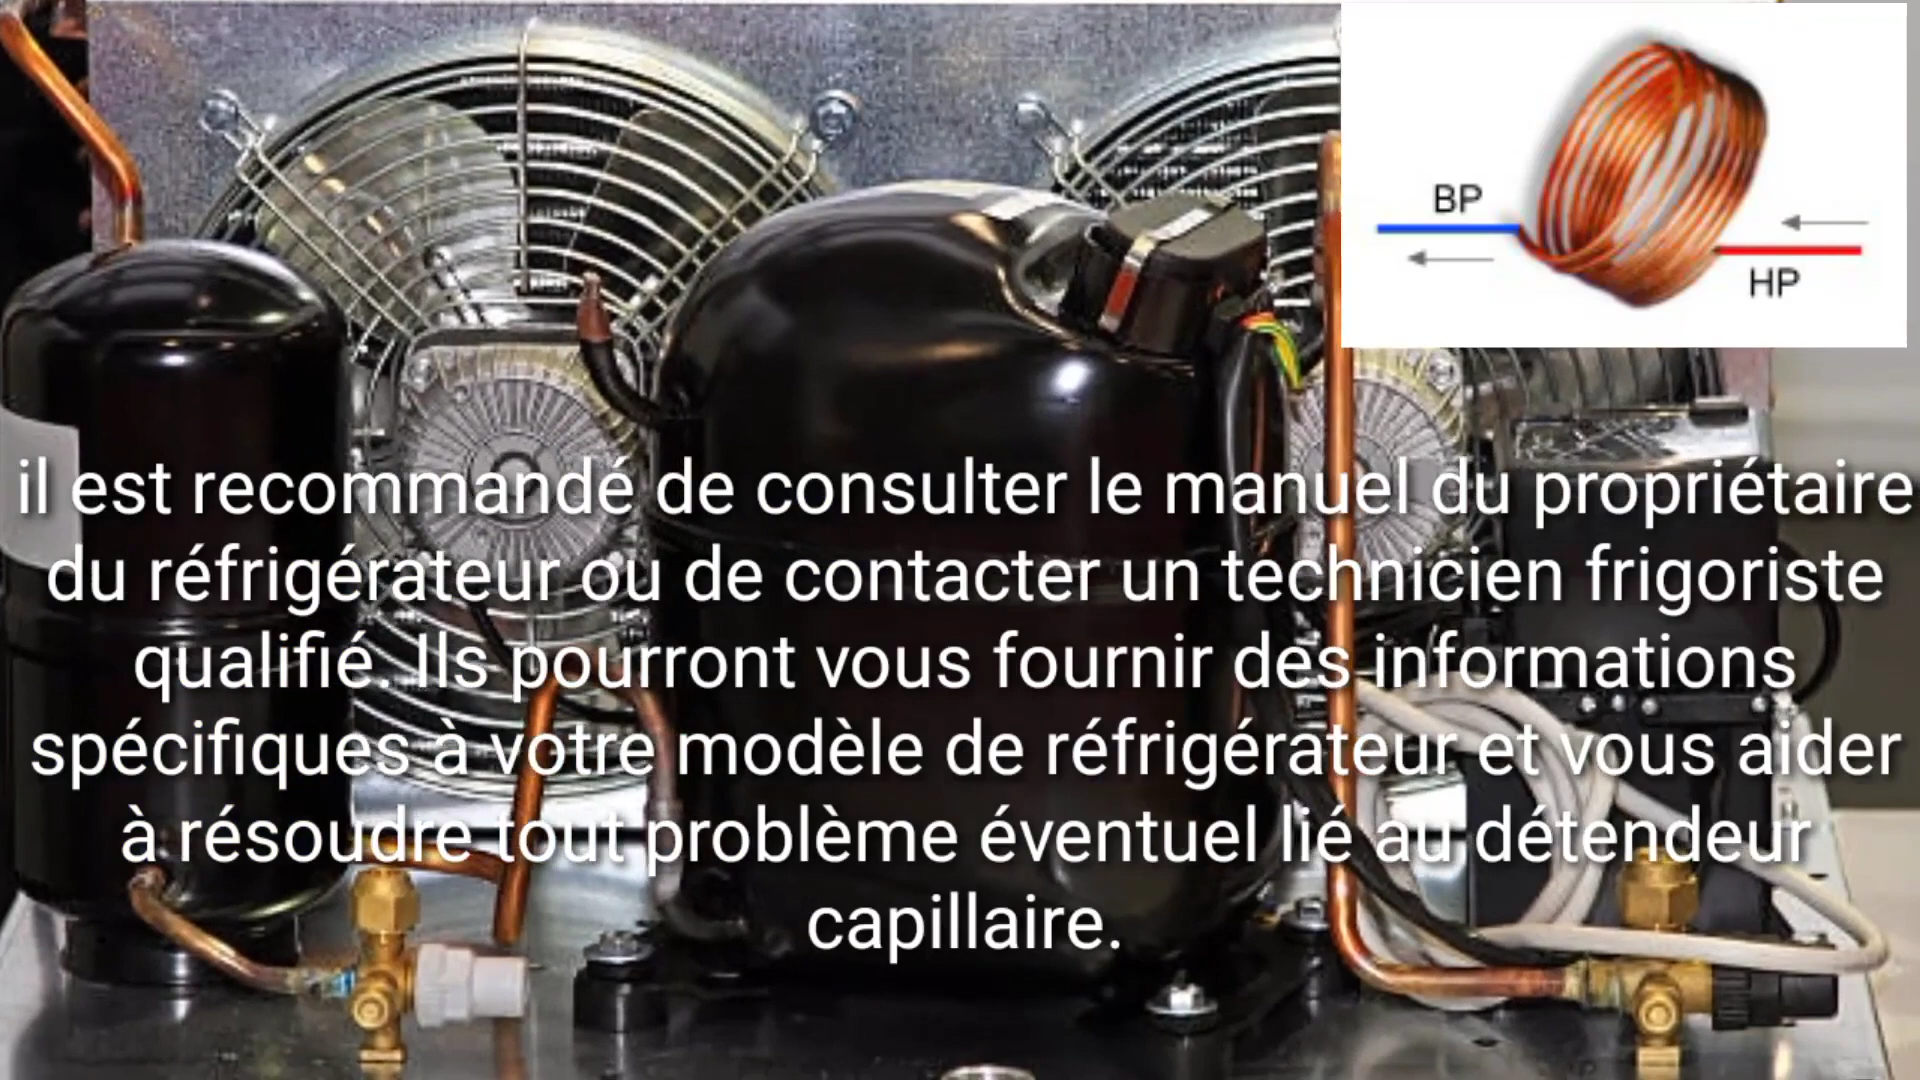 BP
HP
il est recommandé de consulter le manuel du propriétaire
du réfrigérateur ou de contacter un technicien frigoriste
qualifié. Ils pourront vous fournir des informations
spécifiques à votre modèle de réfrigérateur et vous aider
à résoudre tout problème éventuel lié au détendeur
capillaire.